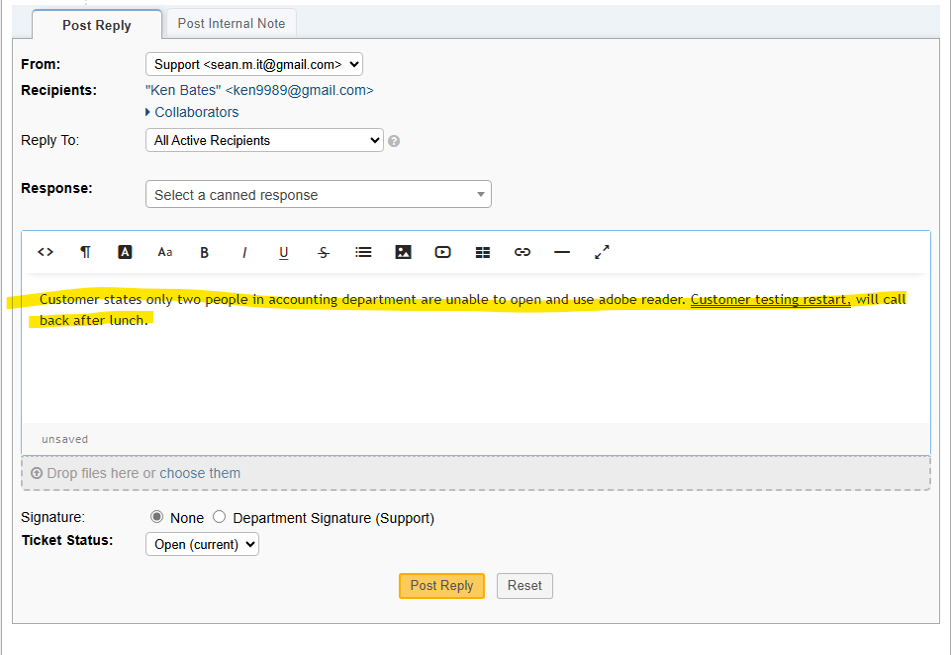 Post Reply Post Internal Note
From: Support <sean.m.it@gmail.com>
Recipients: "Ken Bates" <ken9989@gmail.com>
Collaborators
Reply To: All Active Recipients ?
Response: Select a canned response
<> ¶ A Aa B I U S
Customer states only two people in accounting department are unable to open and use adobe reader. Customer testing restart, will call
back after lunch.
unsaved
Drop files here or choose them
Signature: None Department Signature (Support)
Ticket Status: Open (current)
Post Reply Reset